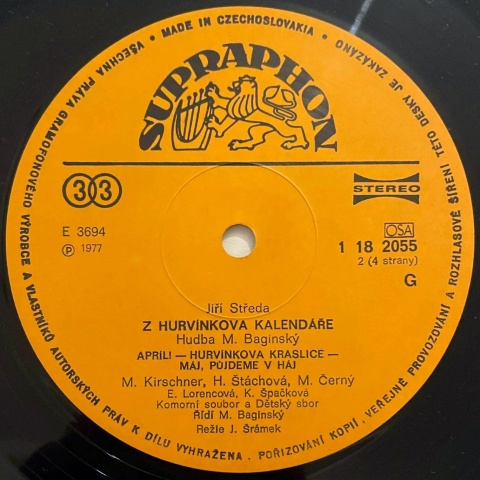 VŠECHNA PRÁVA GRAMOFONOVÉHO VÝROBCE A VLASTNÍKŮ AUTORSKÝCH PRÁV K DÍLU VYHRAŽENA. POŘIZOVÁNÍ KOPIÍ, VEŘEJNÉ PROVOZOVÁNÍ A ROZHLASOVÉ ŠÍŘENÍ TÉTO DESKY JE ZAKÁZÁNO • MADE IN CZECHOSLOVAKIA •
SUPRAPHON
33
STEREO
E 3694
OSA
Ⓟ 1977
1 18 2055
2 (4 strany)
G
Jiří Středa
Z HURVÍNKOVA KALENDÁŘE
Hudba M. Baginský
APRÍL! — HURVÍNKOVA KRASLICE —
MÁJ, PŮJDEME V HÁJ
M. Kirschner, H. Štáchová, M. Černý
E. Lorencová, K. Špačková
Komorní soubor a Dětský sbor
Řídí M. Baginský
Režie J. Šrámek